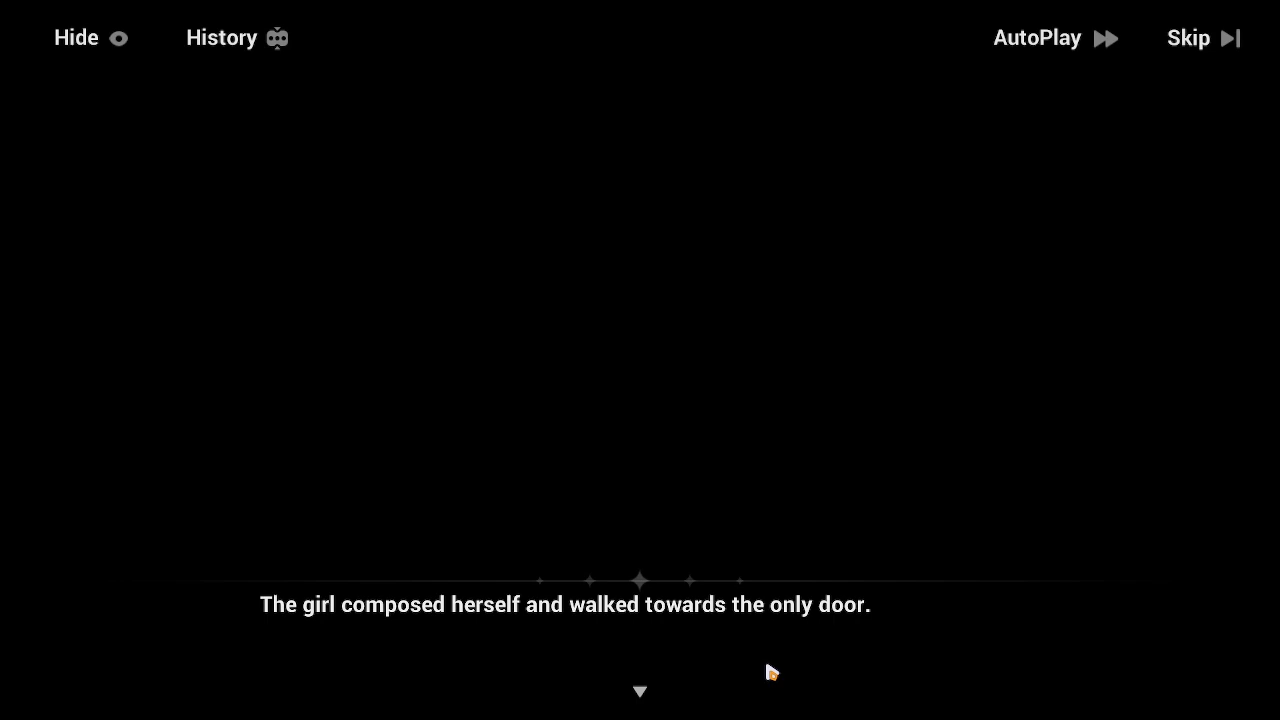 Hide
History
AutoPlay
Skip
The girl composed herself and walked towards the only door.